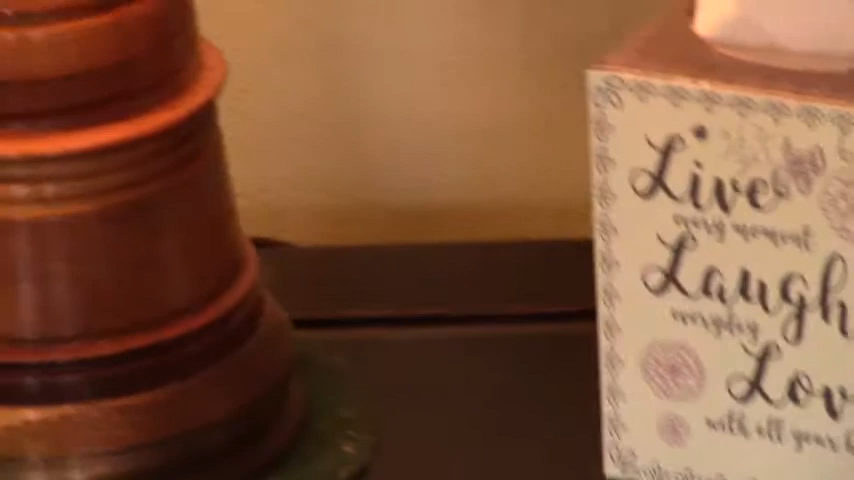 Live
every moment
Laugh
everyday
Lov
with all your h